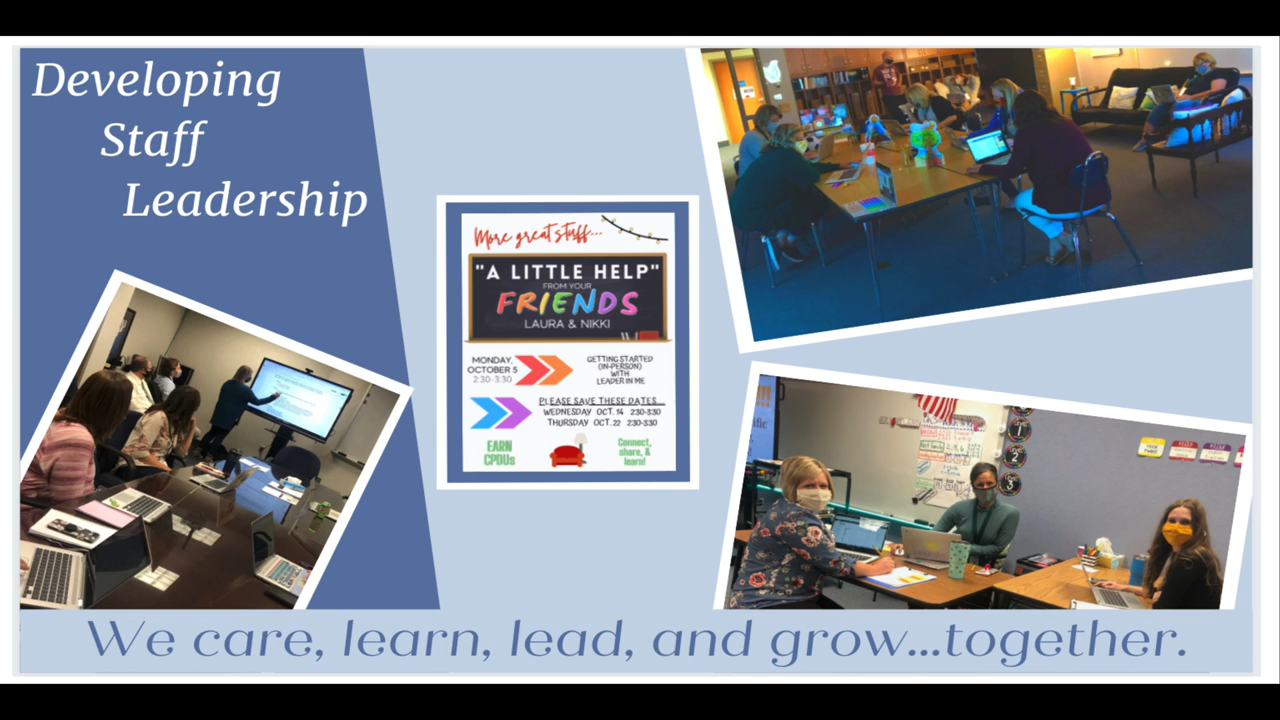 Developing
Staff
Leadership
More great stuff...
"A LITTLE HELP"
FROM YOUR
FRIENDS
LAURA & NIKKI
MONDAY,
OCTOBER 5
2:30-3:30
GETTING STARTED
(IN-PERSON)
WITH
LEADER IN ME
PLEASE SAVE THESE DATES...
WEDNESDAY OCT. 14 2:30-3:30
THURSDAY OCT. 22 2:30-3:30
EARN
CPDUs
Connect,
share, &
learn!
1
2
3
We care, learn, lead, and grow...together.